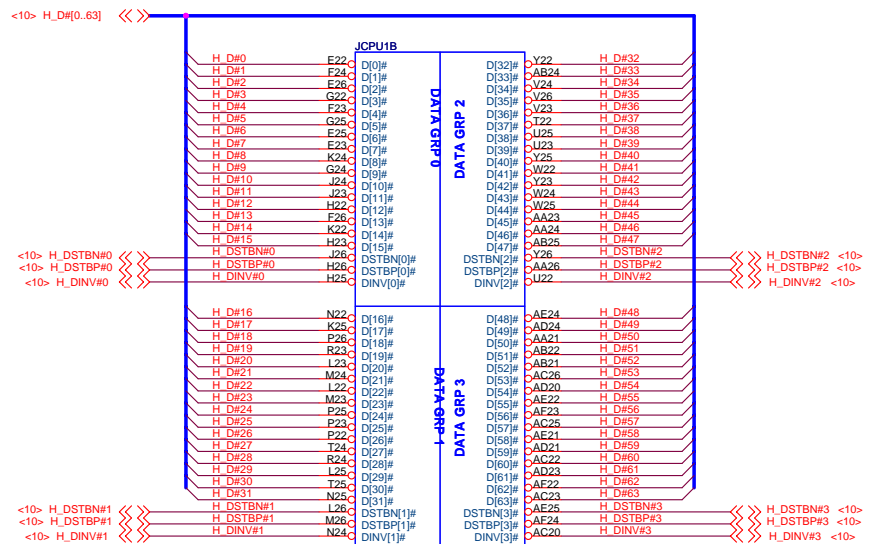 <10> H_D#[0..63]
JCPU1B
H_D#0 E22 D[0]# D[32]# Y22 H_D#32
H_D#1 F24 D[1]# D[33]# AB24 H_D#33
H_D#2 E26 D[2]# D[34]# V24 H_D#34
H_D#3 G22 D[3]# D[35]# V26 H_D#35
H_D#4 F23 D[4]# D[36]# V23 H_D#36
H_D#5 G25 D[5]# D[37]# T22 H_D#37
H_D#6 E25 D[6]# D[38]# U25 H_D#38
H_D#7 E23 D[7]# D[39]# U23 H_D#39
H_D#8 K24 D[8]# D[40]# Y25 H_D#40
H_D#9 G24 D[9]# D[41]# W22 H_D#41
H_D#10 J24 D[10]# D[42]# Y23 H_D#42
H_D#11 J23 D[11]# D[43]# W24 H_D#43
H_D#12 H22 D[12]# D[44]# W25 H_D#44
H_D#13 F26 D[13]# D[45]# AA23 H_D#45
H_D#14 K22 D[14]# D[46]# AA24 H_D#46
H_D#15 H23 D[15]# D[47]# AB25 H_D#47
<10> H_DSTBN#0 H_DSTBN#0 J26 DSTBN[0]# DSTBN[2]# Y26 H_DSTBN#2 H_DSTBN#2 <10>
<10> H_DSTBP#0 H_DSTBP#0 H26 DSTBP[0]# DSTBP[2]# AA26 H_DSTBP#2 H_DSTBP#2 <10>
<10> H_DINV#0 H_DINV#0 H25 DINV[0]# DINV[2]# U22 H_DINV#2 H_DINV#2 <10>
DATA GRP 0
DATA GRP 2
H_D#16 N22 D[16]# D[48]# AE24 H_D#48
H_D#17 K25 D[17]# D[49]# AD24 H_D#49
H_D#18 P26 D[18]# D[50]# AA21 H_D#50
H_D#19 R23 D[19]# D[51]# AB22 H_D#51
H_D#20 L23 D[20]# D[52]# AB21 H_D#52
H_D#21 M24 D[21]# D[53]# AC26 H_D#53
H_D#22 L22 D[22]# D[54]# AD20 H_D#54
H_D#23 M23 D[23]# D[55]# AE22 H_D#55
H_D#24 P25 D[24]# D[56]# AF23 H_D#56
H_D#25 P23 D[25]# D[57]# AC25 H_D#57
H_D#26 P22 D[26]# D[58]# AE21 H_D#58
H_D#27 T24 D[27]# D[59]# AD21 H_D#59
H_D#28 R24 D[28]# D[60]# AC22 H_D#60
H_D#29 L25 D[29]# D[61]# AD23 H_D#61
H_D#30 T25 D[30]# D[62]# AF22 H_D#62
H_D#31 N25 D[31]# D[63]# AC23 H_D#63
<10> H_DSTBN#1 H_DSTBN#1 L26 DSTBN[1]# DSTBN[3]# AE25 H_DSTBN#3 H_DSTBN#3 <10>
<10> H_DSTBP#1 H_DSTBP#1 M26 DSTBP[1]# DSTBP[3]# AF24 H_DSTBP#3 H_DSTBP#3 <10>
<10> H_DINV#1 H_DINV#1 N24 DINV[1]# DINV[3]# AC20 H_DINV#3 H_DINV#3 <10>
DATA GRP 1
DATA GRP 3